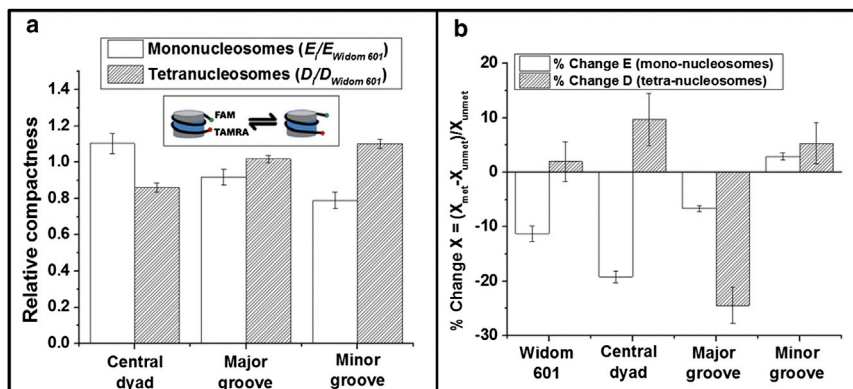 a
Mononucleosomes (Ei/EWidom 601)
Tetranucleosomes (Di/DWidom 601)
FAM
TAMRA
Relative compactness
1.4
1.2
1.0
0.8
0.6
0.4
0.2
0.0
Central dyad
Major groove
Minor groove
b
% Change E (mono-nucleosomes)
% Change D (tetra-nucleosomes)
% Change X = (Xmet-Xunmet)/Xunmet
20
10
0
-10
-20
-30
Widom 601
Central dyad
Major groove
Minor groove